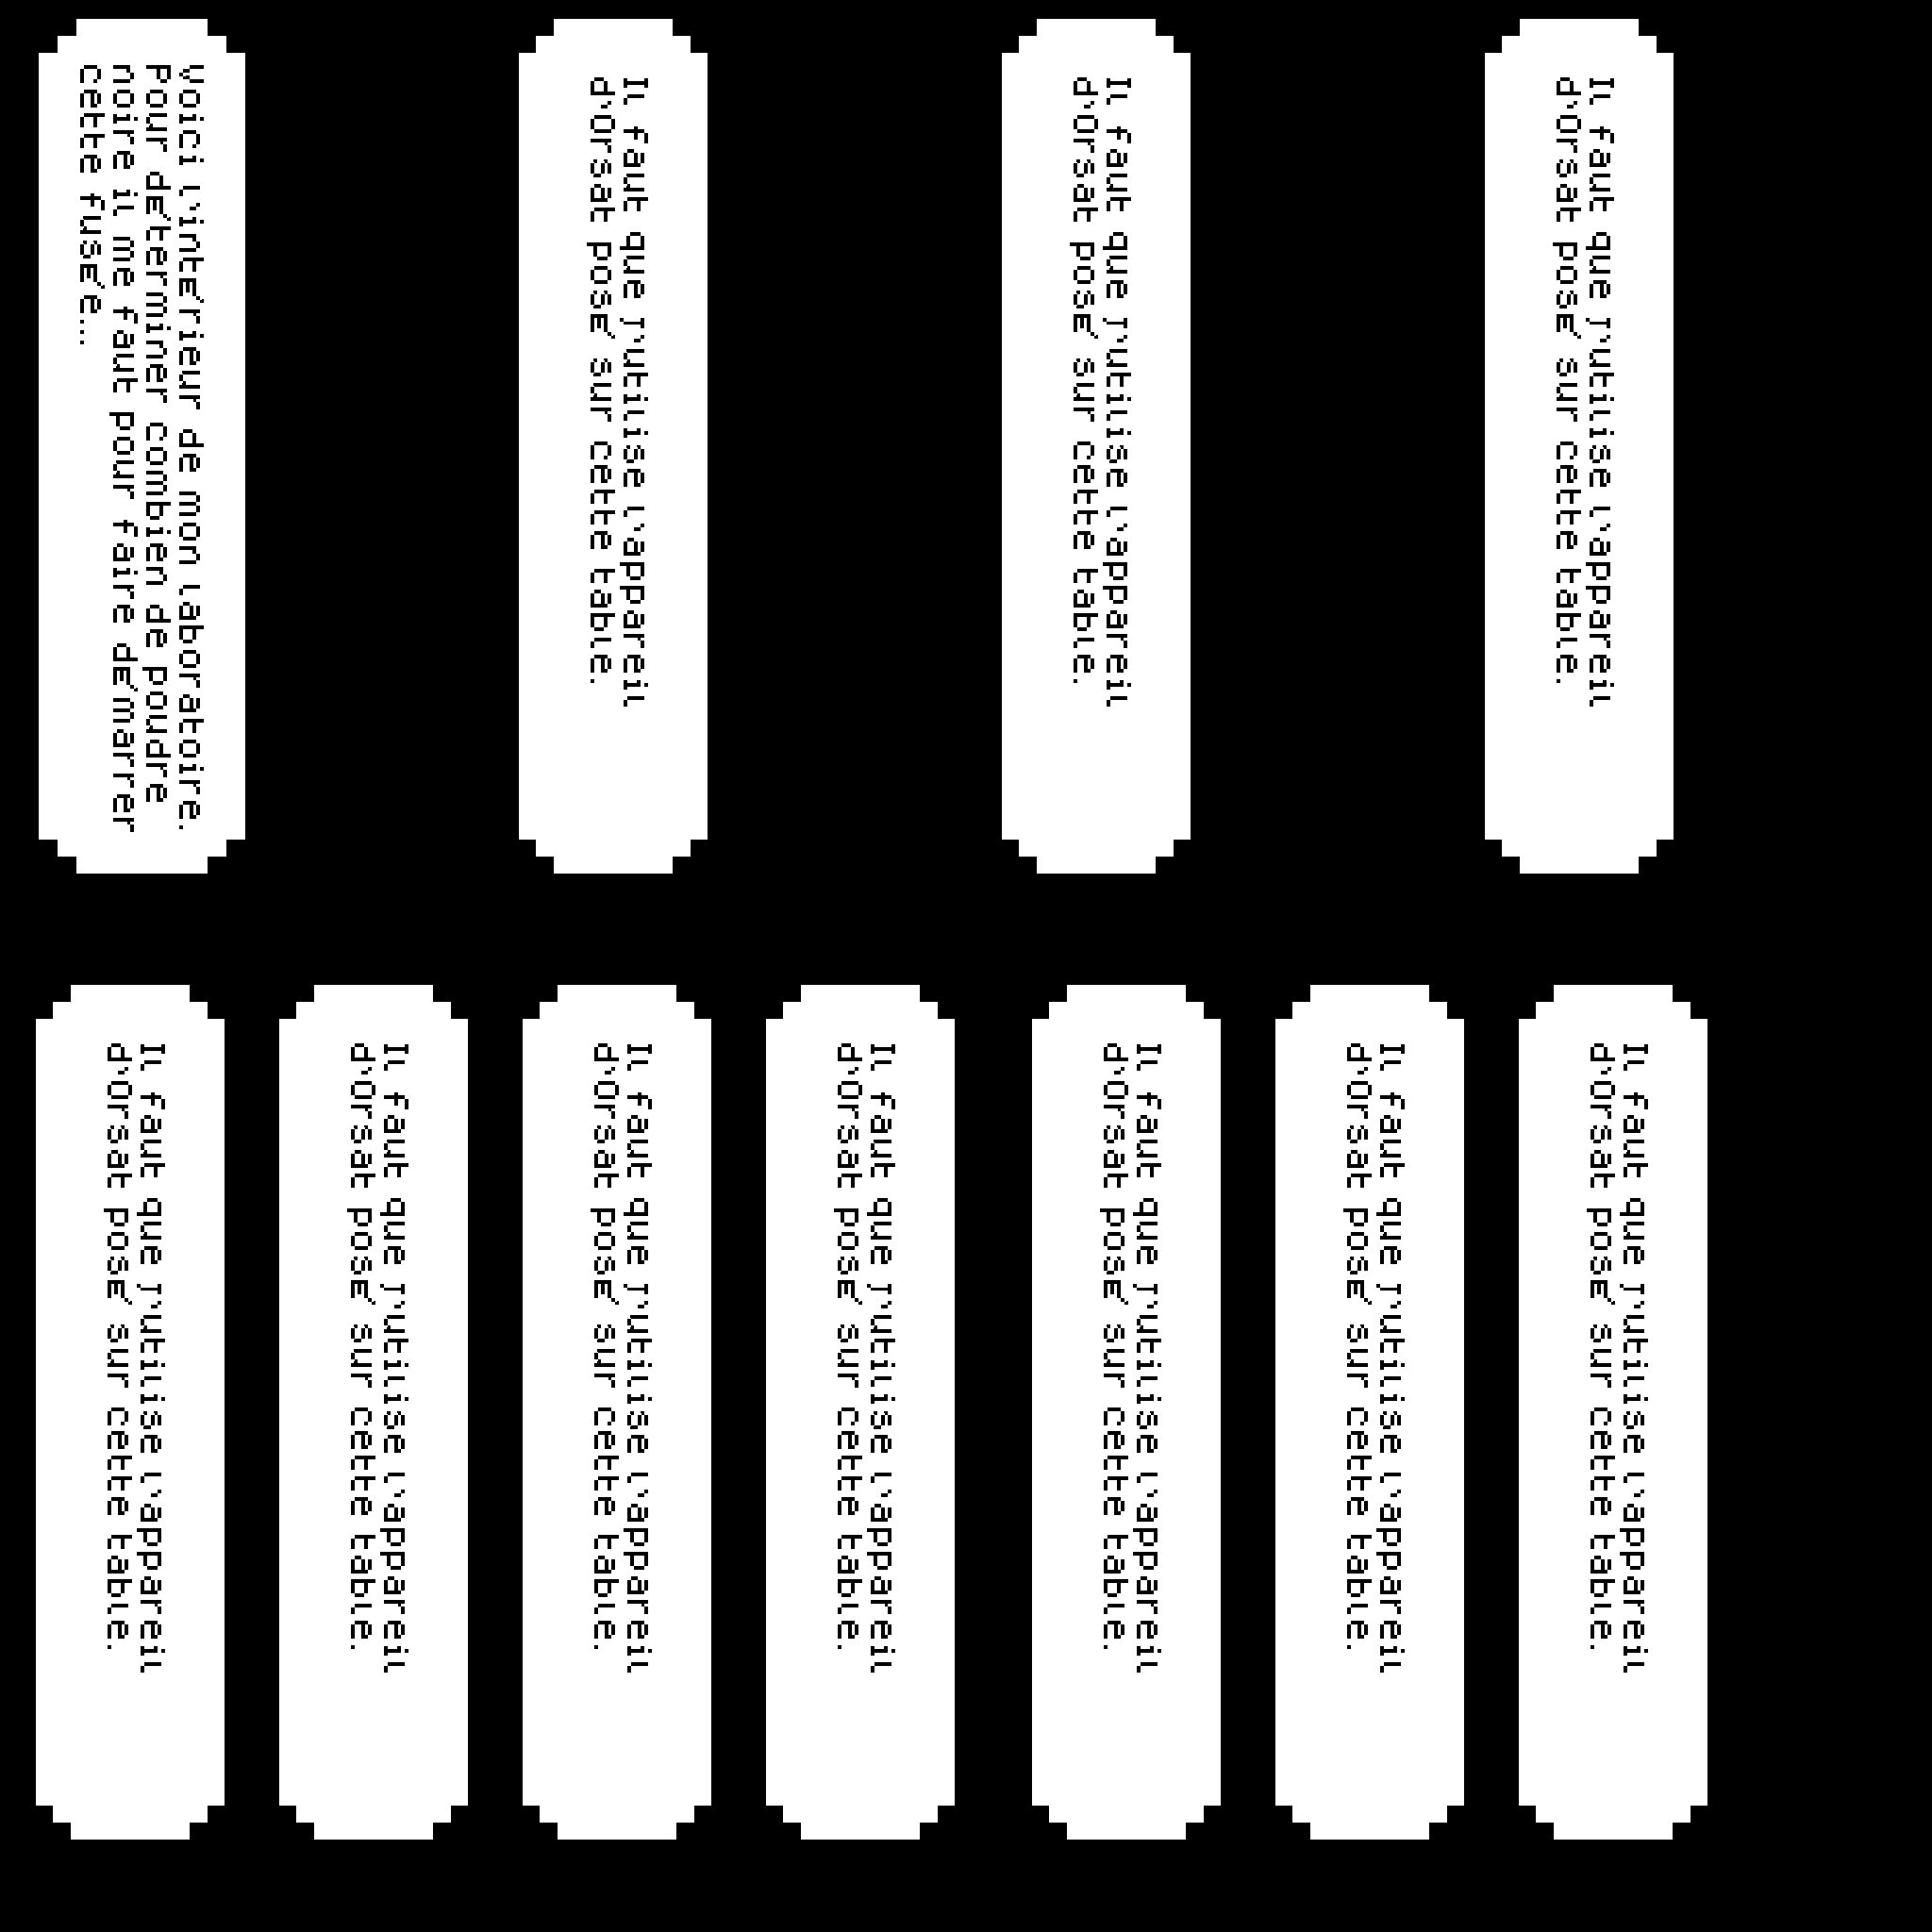 Voici l'intérieur de mon laboratoire.
Pour déterminer combien de poudre
noire il me faut pour faire démarrer
cette fusée...
Il faut que j'utilise l'appareil
d'Orsat posé sur cette table.
Il faut que j'utilise l'appareil
d'Orsat posé sur cette table.
Il faut que j'utilise l'appareil
d'Orsat posé sur cette table.
Il faut que j'utilise l'appareil
d'Orsat posé sur cette table.
Il faut que j'utilise l'appareil
d'Orsat posé sur cette table.
Il faut que j'utilise l'appareil
d'Orsat posé sur cette table.
Il faut que j'utilise l'appareil
d'Orsat posé sur cette table.
Il faut que j'utilise l'appareil
d'Orsat posé sur cette table.
Il faut que j'utilise l'appareil
d'Orsat posé sur cette table.
Il faut que j'utilise l'appareil
d'Orsat posé sur cette table.